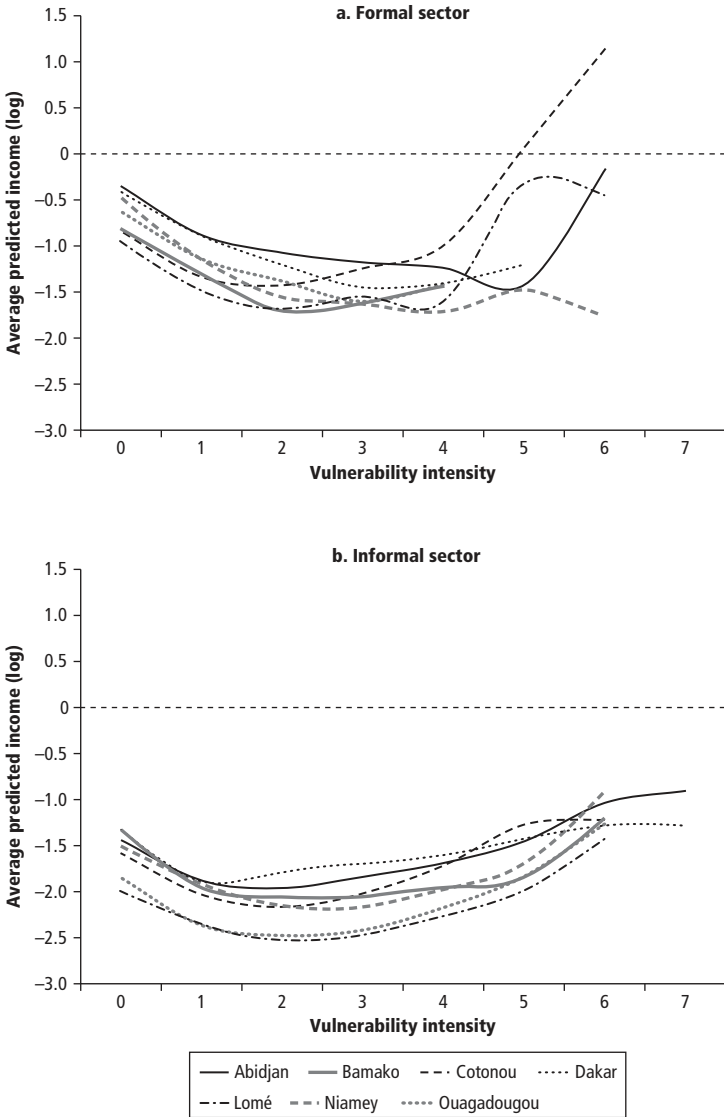 a. Formal sector
Average predicted income (log)
1.5
1.0
0.5
0
–0.5
–1.0
–1.5
–2.0
–2.5
–3.0
0 1 2 3 4 5 6 7
Vulnerability intensity
b. Informal sector
Average predicted income (log)
1.5
1.0
0.5
0
–0.5
–1.0
–1.5
–2.0
–2.5
–3.0
0 1 2 3 4 5 6 7
Vulnerability intensity
Abidjan Bamako Cotonou Dakar
Lomé Niamey Ouagadougou